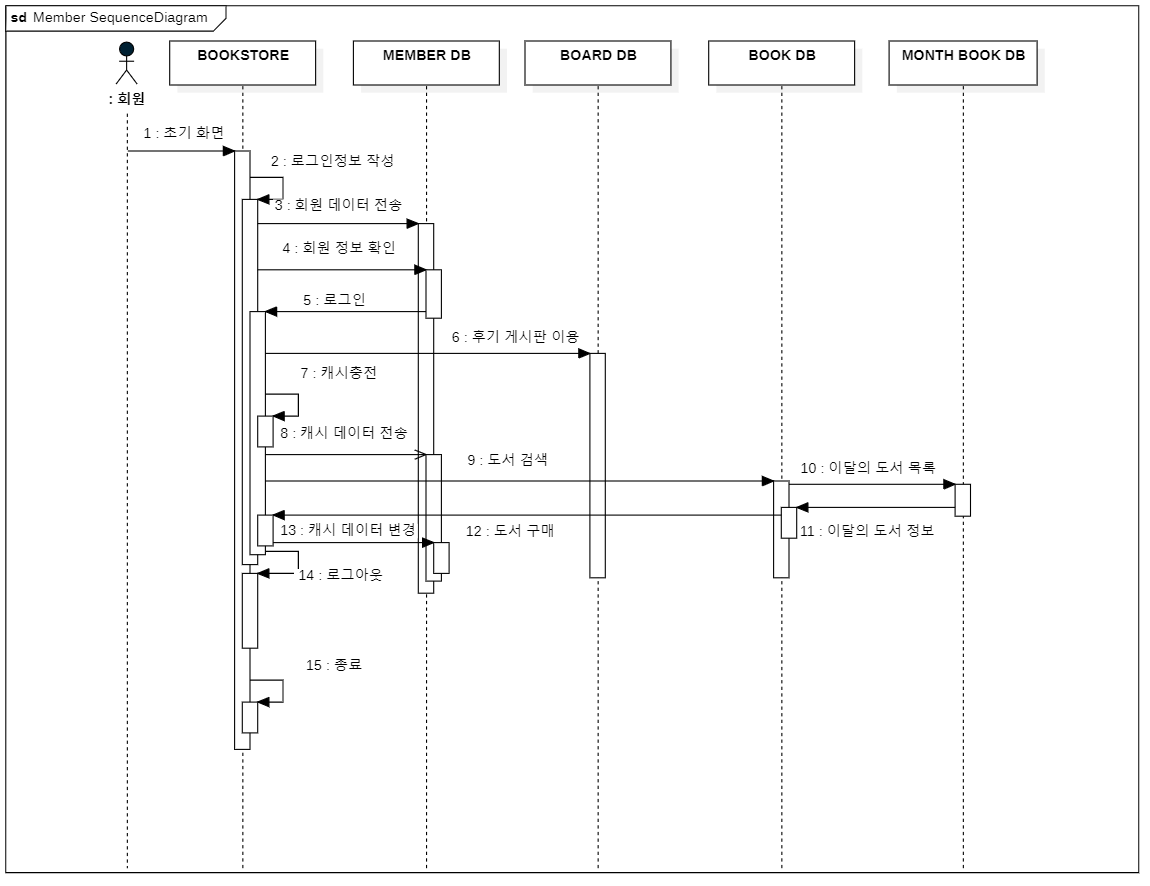 sd Member SequenceDiagram
BOOKSTORE
MEMBER DB
BOARD DB
BOOK DB
MONTH BOOK DB
: 회원
1 : 초기 화면
2 : 로그인정보 작성
3 : 회원 데이터 전송
4 : 회원 정보 확인
5 : 로그인
6 : 후기 게시판 이용
7 : 캐시충전
8 : 캐시 데이터 전송
9 : 도서 검색
10 : 이달의 도서 목록
11 : 이달의 도서 정보
12 : 도서 구매
13 : 캐시 데이터 변경
14 : 로그아웃
15 : 종료